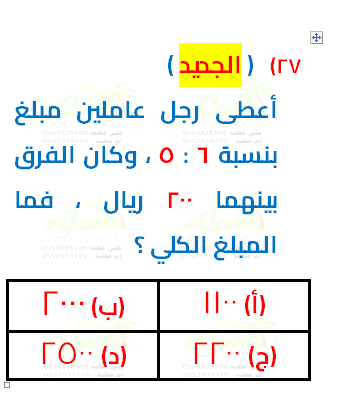 ٢٧) ( الجديد )
أعطى رجل عاملين مبلغ
بنسبة ٦ : ٥ ، وكان الفرق
بينهما ٢٠٠ ريال ، فما
المبلغ الكلي ؟
(أ) ١١٠٠ (ب) ٢٠٠٠
(ج) ٢٢٠٠ (د) ٢٥٠٠